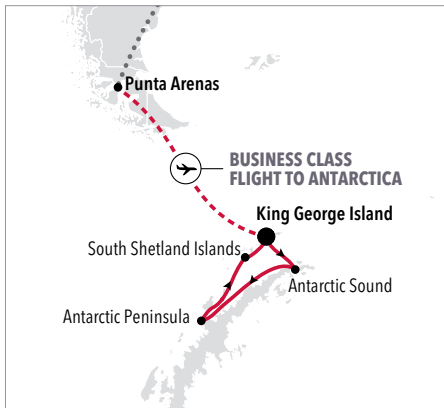 Punta Arenas
BUSINESS CLASS
FLIGHT TO ANTARCTICA
King George Island
South Shetland Islands
Antarctic Sound
Antarctic Peninsula